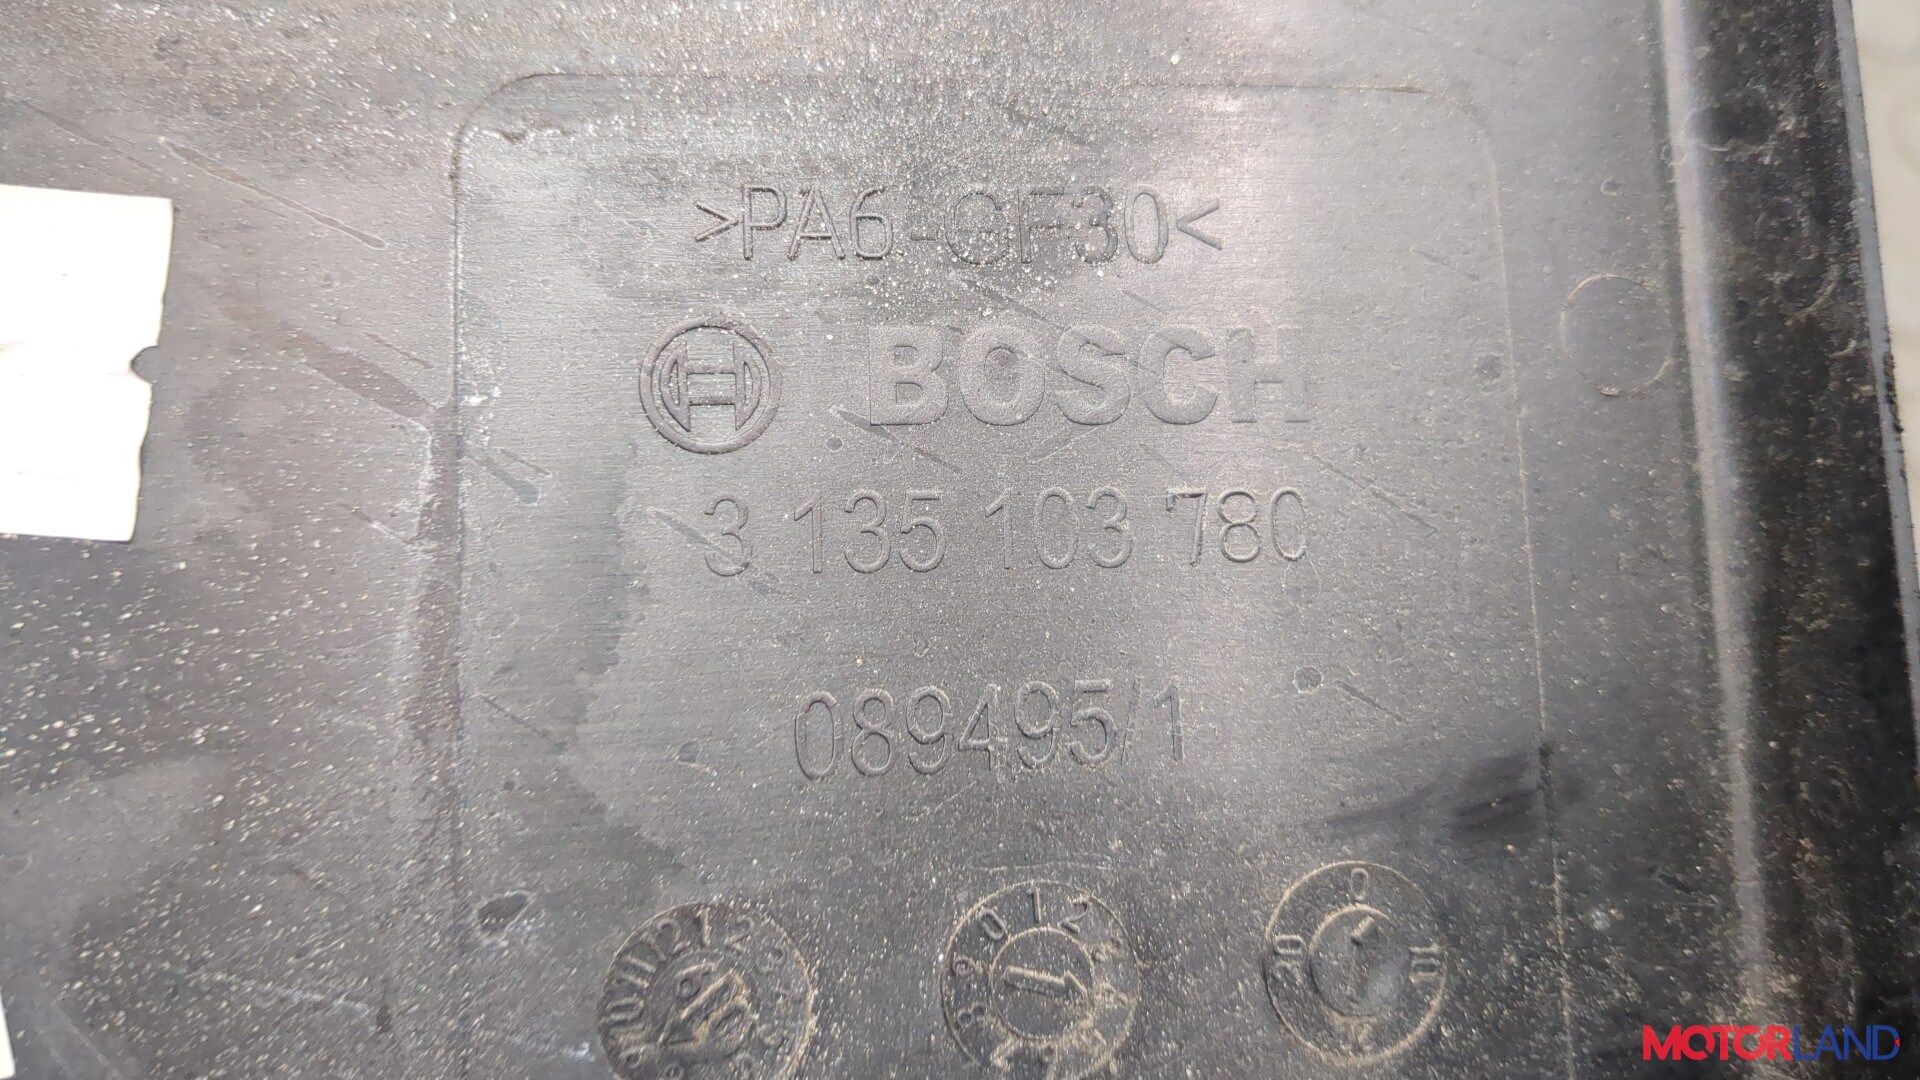 >PA6-GF30<
BOSCH
3 135 103 780
089495/1
MOTORLAND